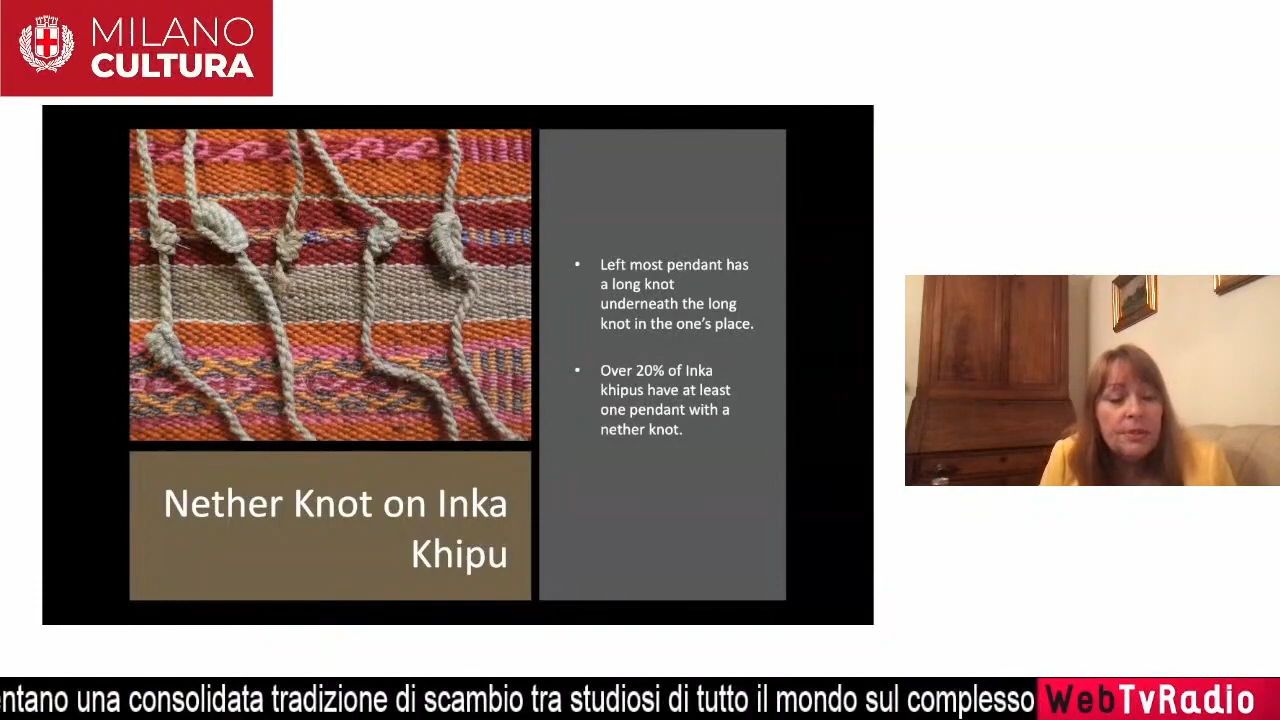 MILANO
CULTURA
• Left most pendant has
a long knot
underneath the long
knot in the one’s place.
• Over 20% of Inka
khipus have at least
one pendant with a
nether knot.
Nether Knot on Inka
Khipu
entano una consolidata tradizione di scambio tra studiosi di tutto il mondo sul complesso
WebTvRadio